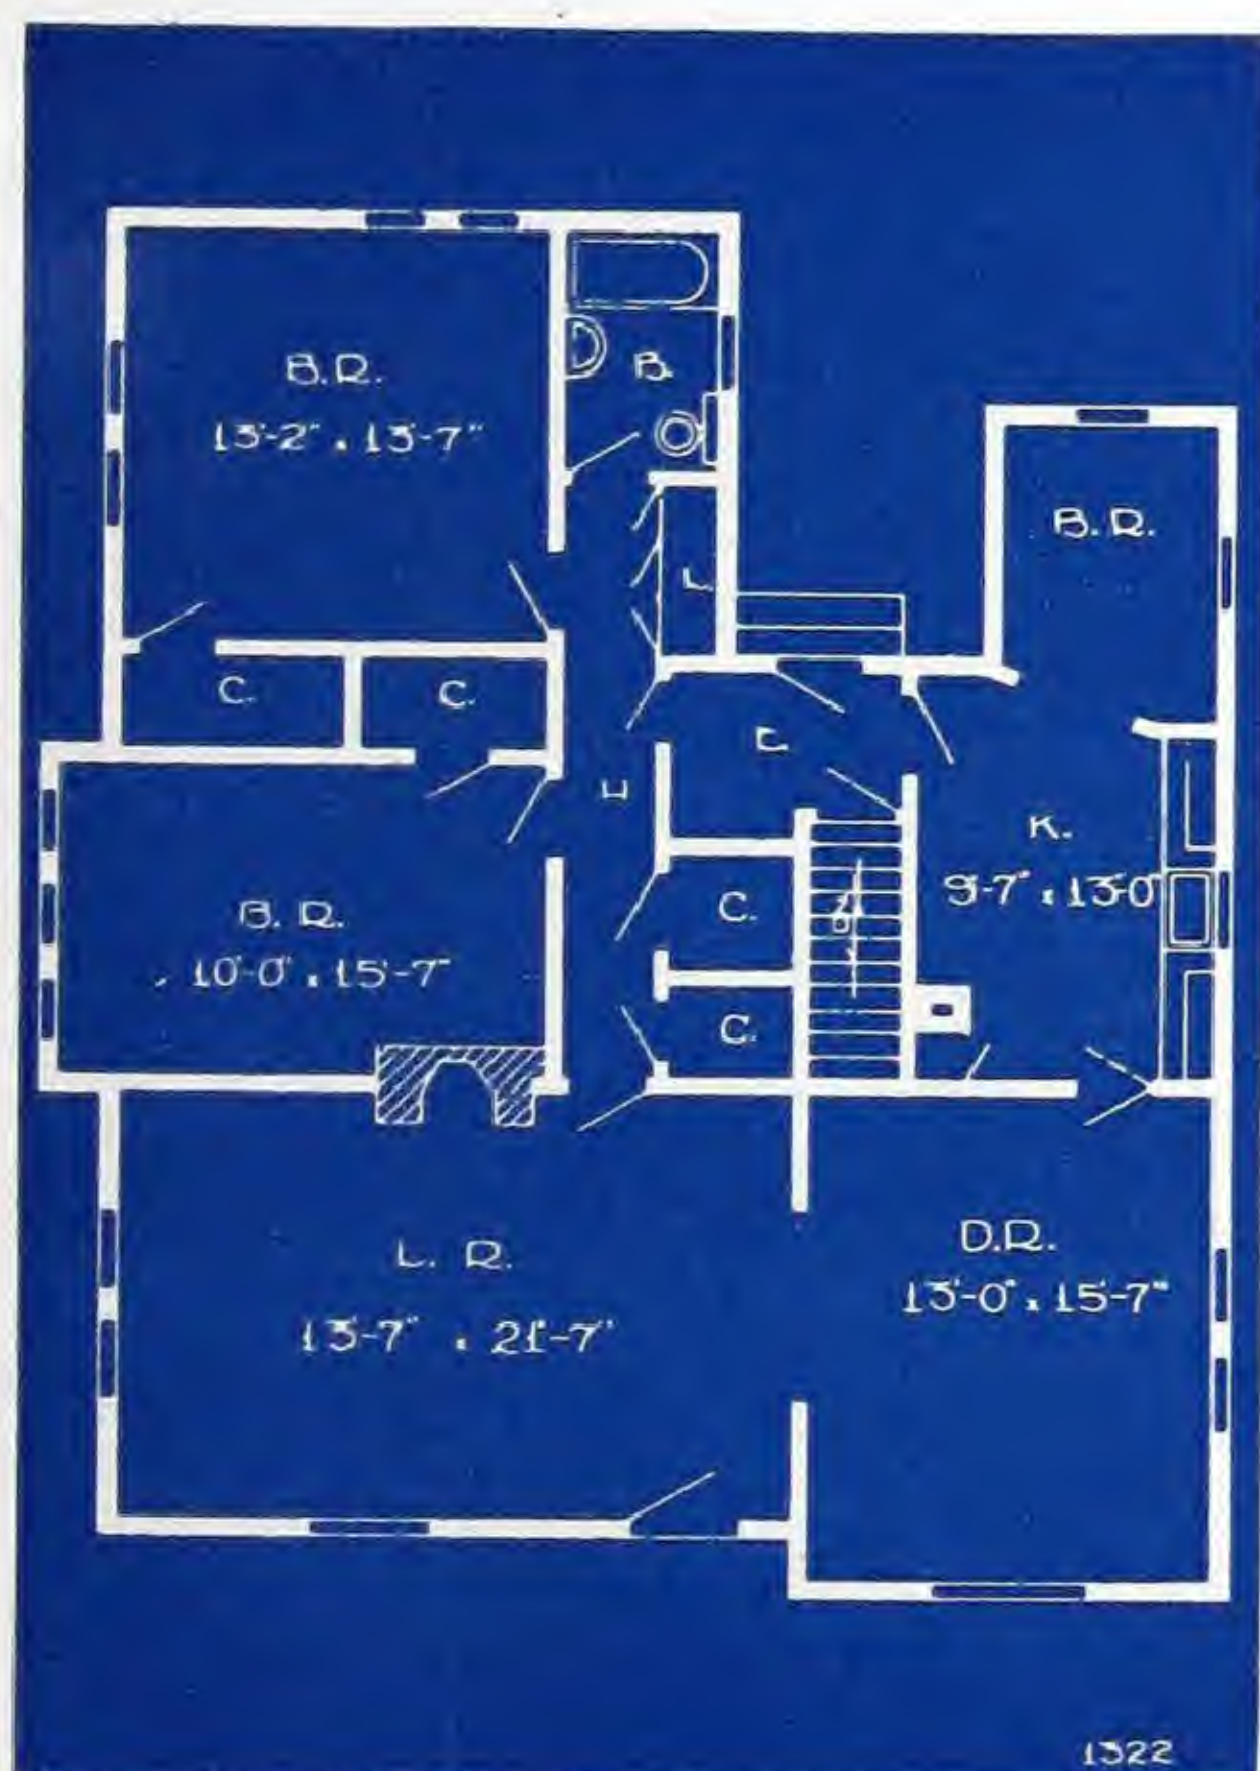 B.R.
13'-2" x 13'-7"
B.
B.R.
L.
C.
C.
E.
H
K.
9'-7" x 13'-0"
B. R.
10'-0" x 15'-7"
C.
C.
L. R.
13'-7" x 21'-7"
D.R.
13'-0" x 15'-7"
1322